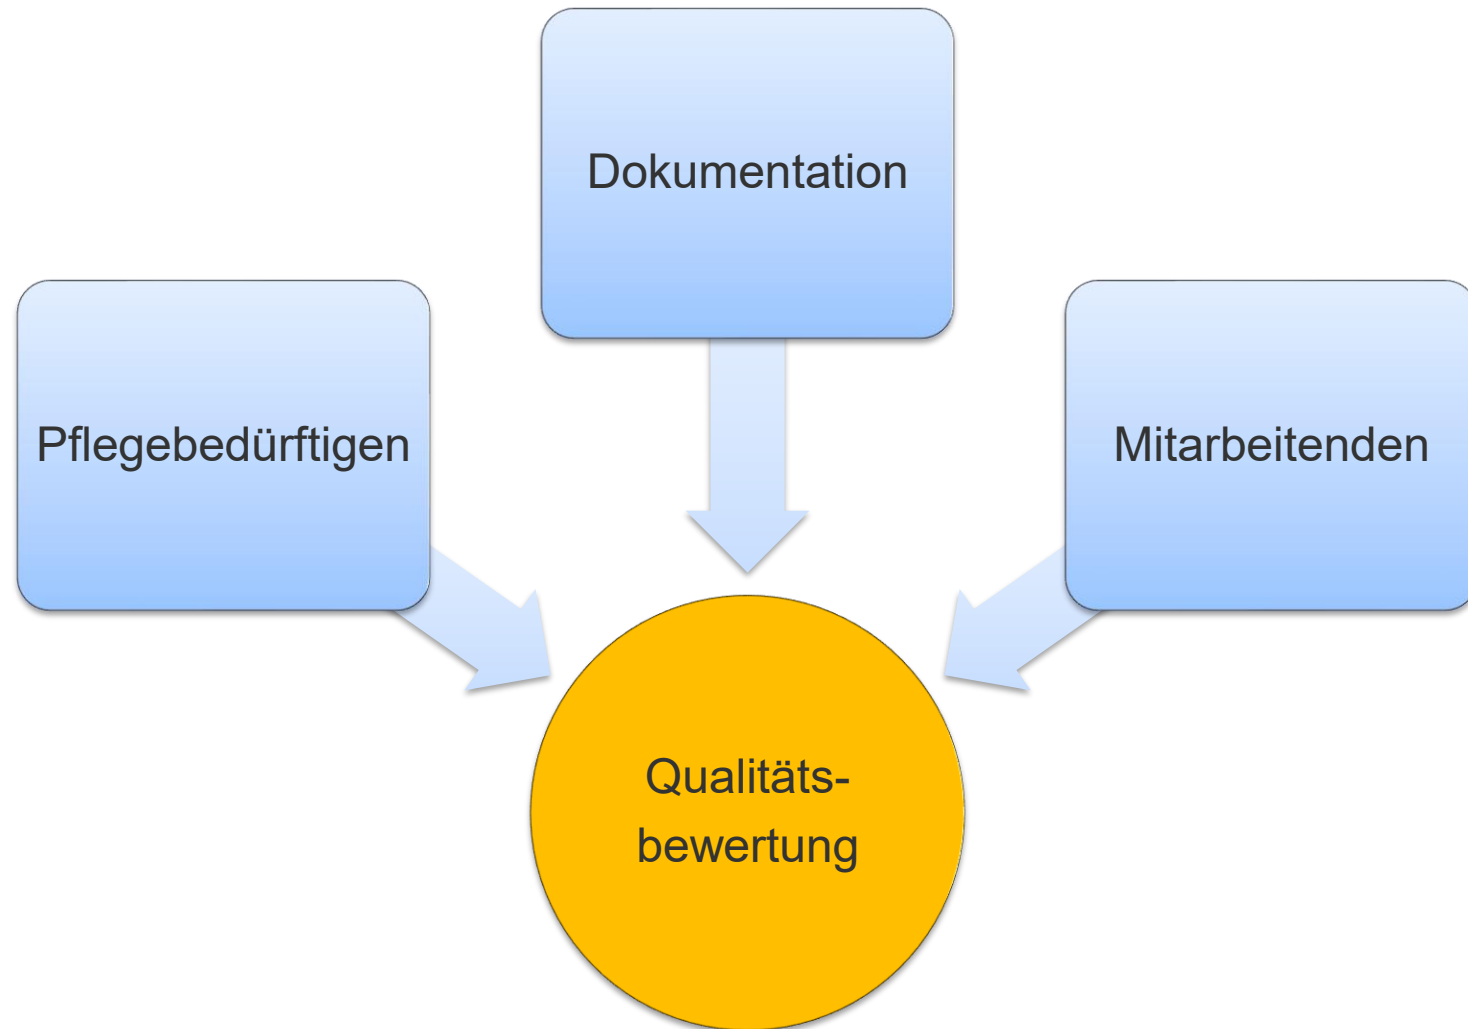 Dokumentation
Pflegebedürftigen
Mitarbeitenden
Qualitäts-
bewertung